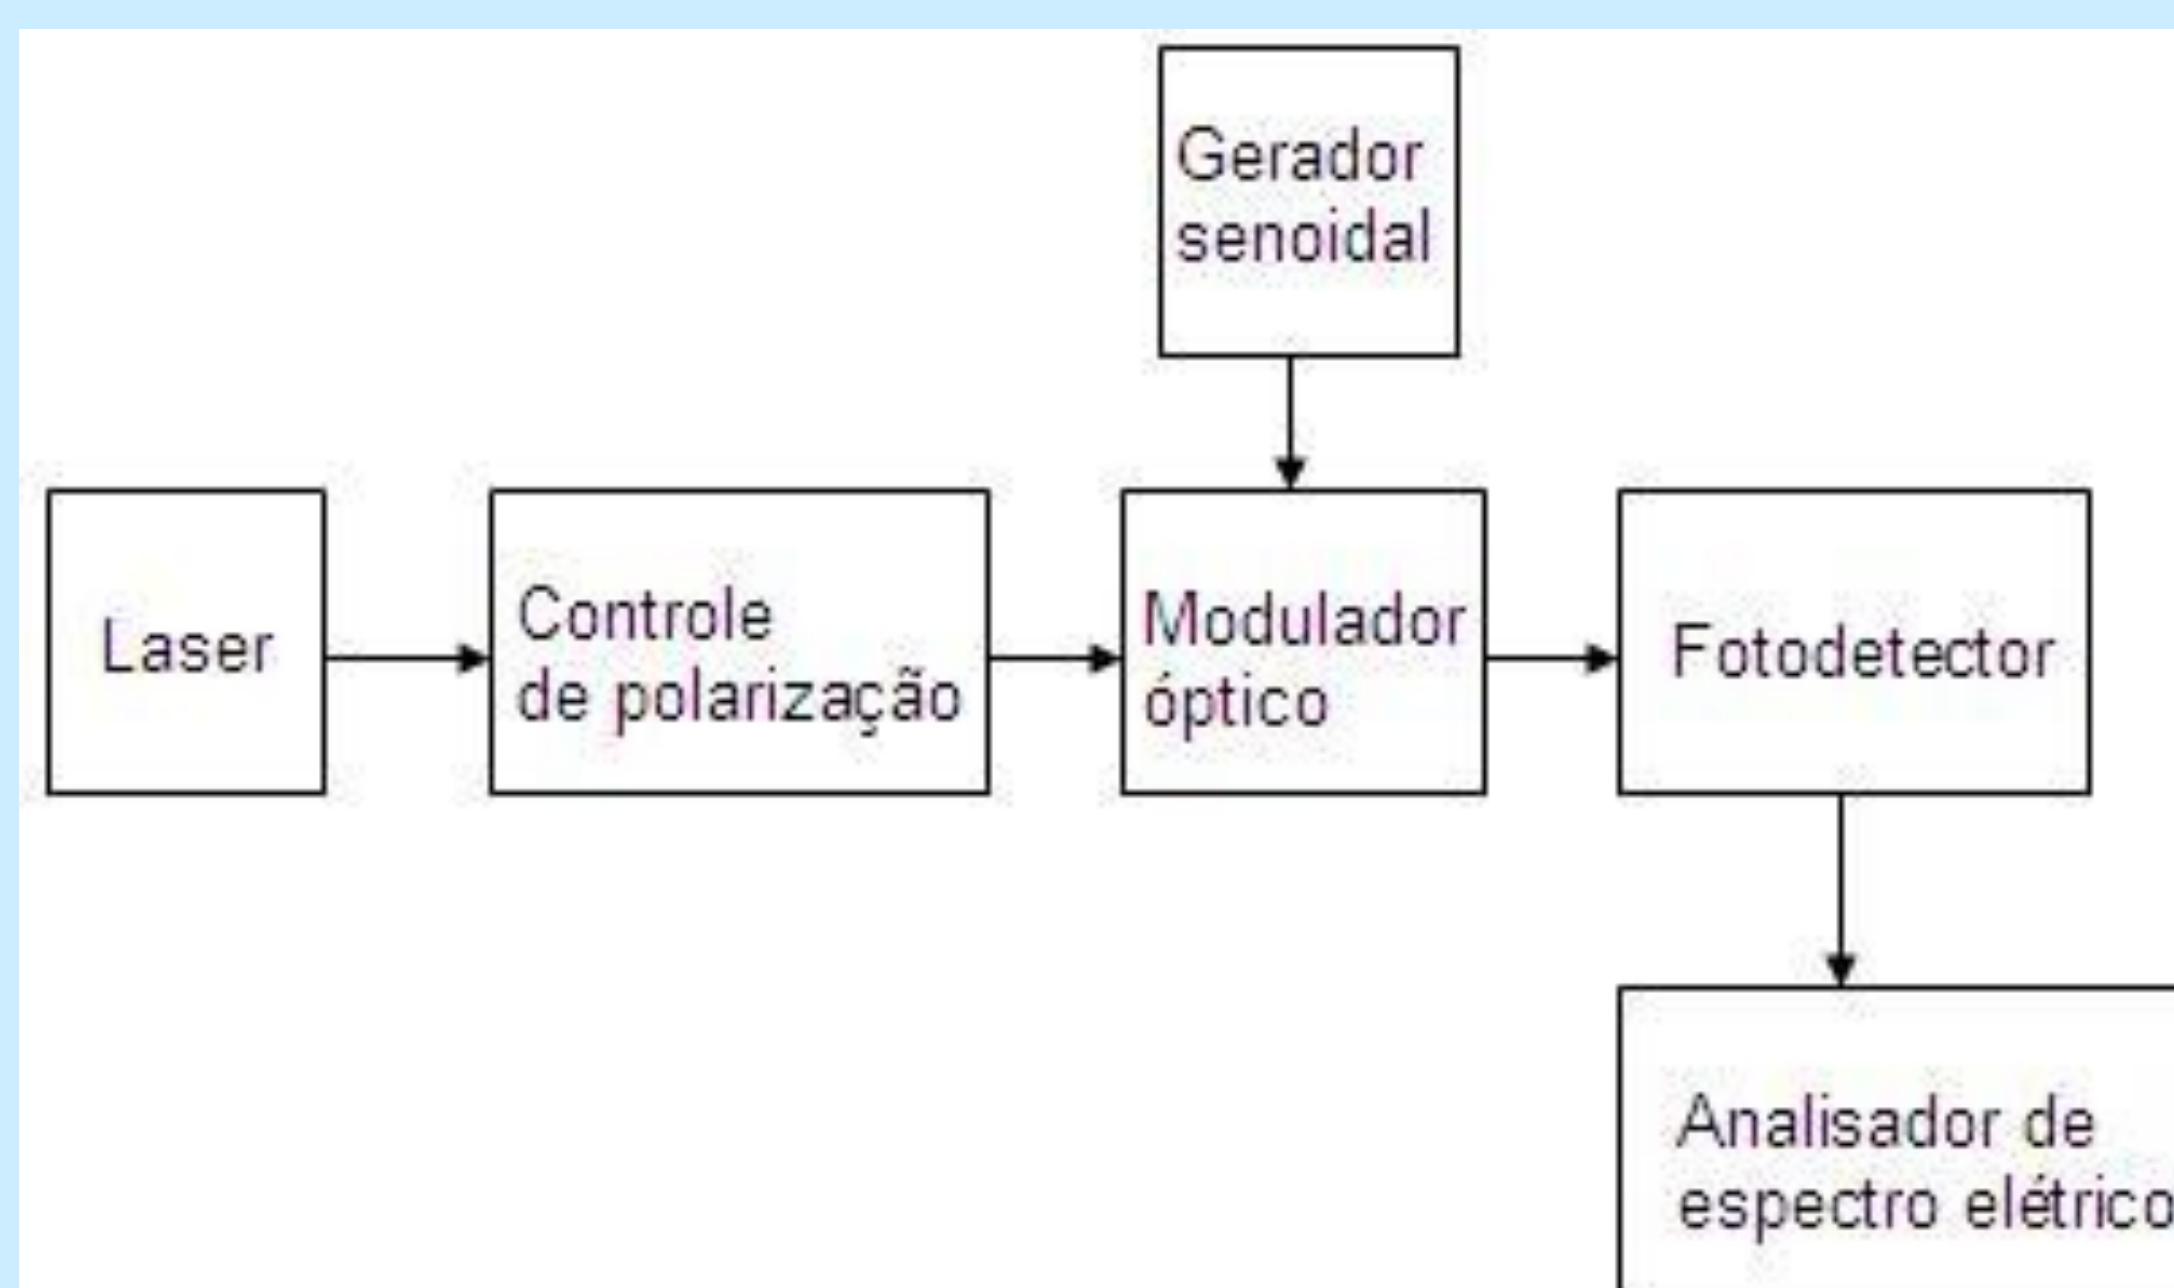 Gerador
senoidal
Laser
Controle
de polarização
Modulador
óptico
Fotodetector
Analisador de
espectro elétrico